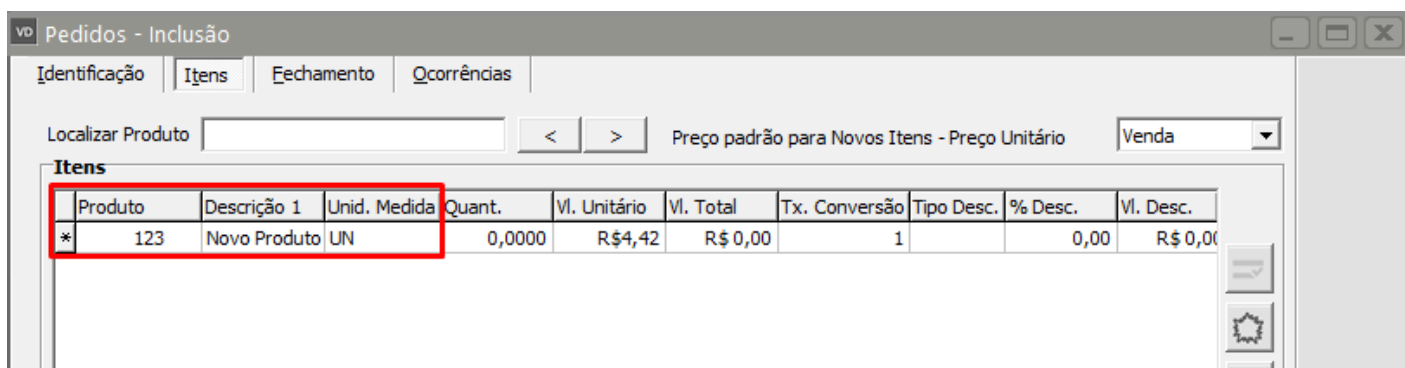 VD Pedidos - Inclusão
Identificação Itens Fechamento Ocorrências
Localizar Produto < > Preço padrão para Novos Itens - Preço Unitário Venda
Itens
Produto Descrição 1 Unid. Medida Quant. Vl. Unitário Vl. Total Tx. Conversão Tipo Desc. % Desc. Vl. Desc.
* 123 Novo Produto UN 0,0000 R$4,42 R$ 0,00 1 0,00 R$ 0,00